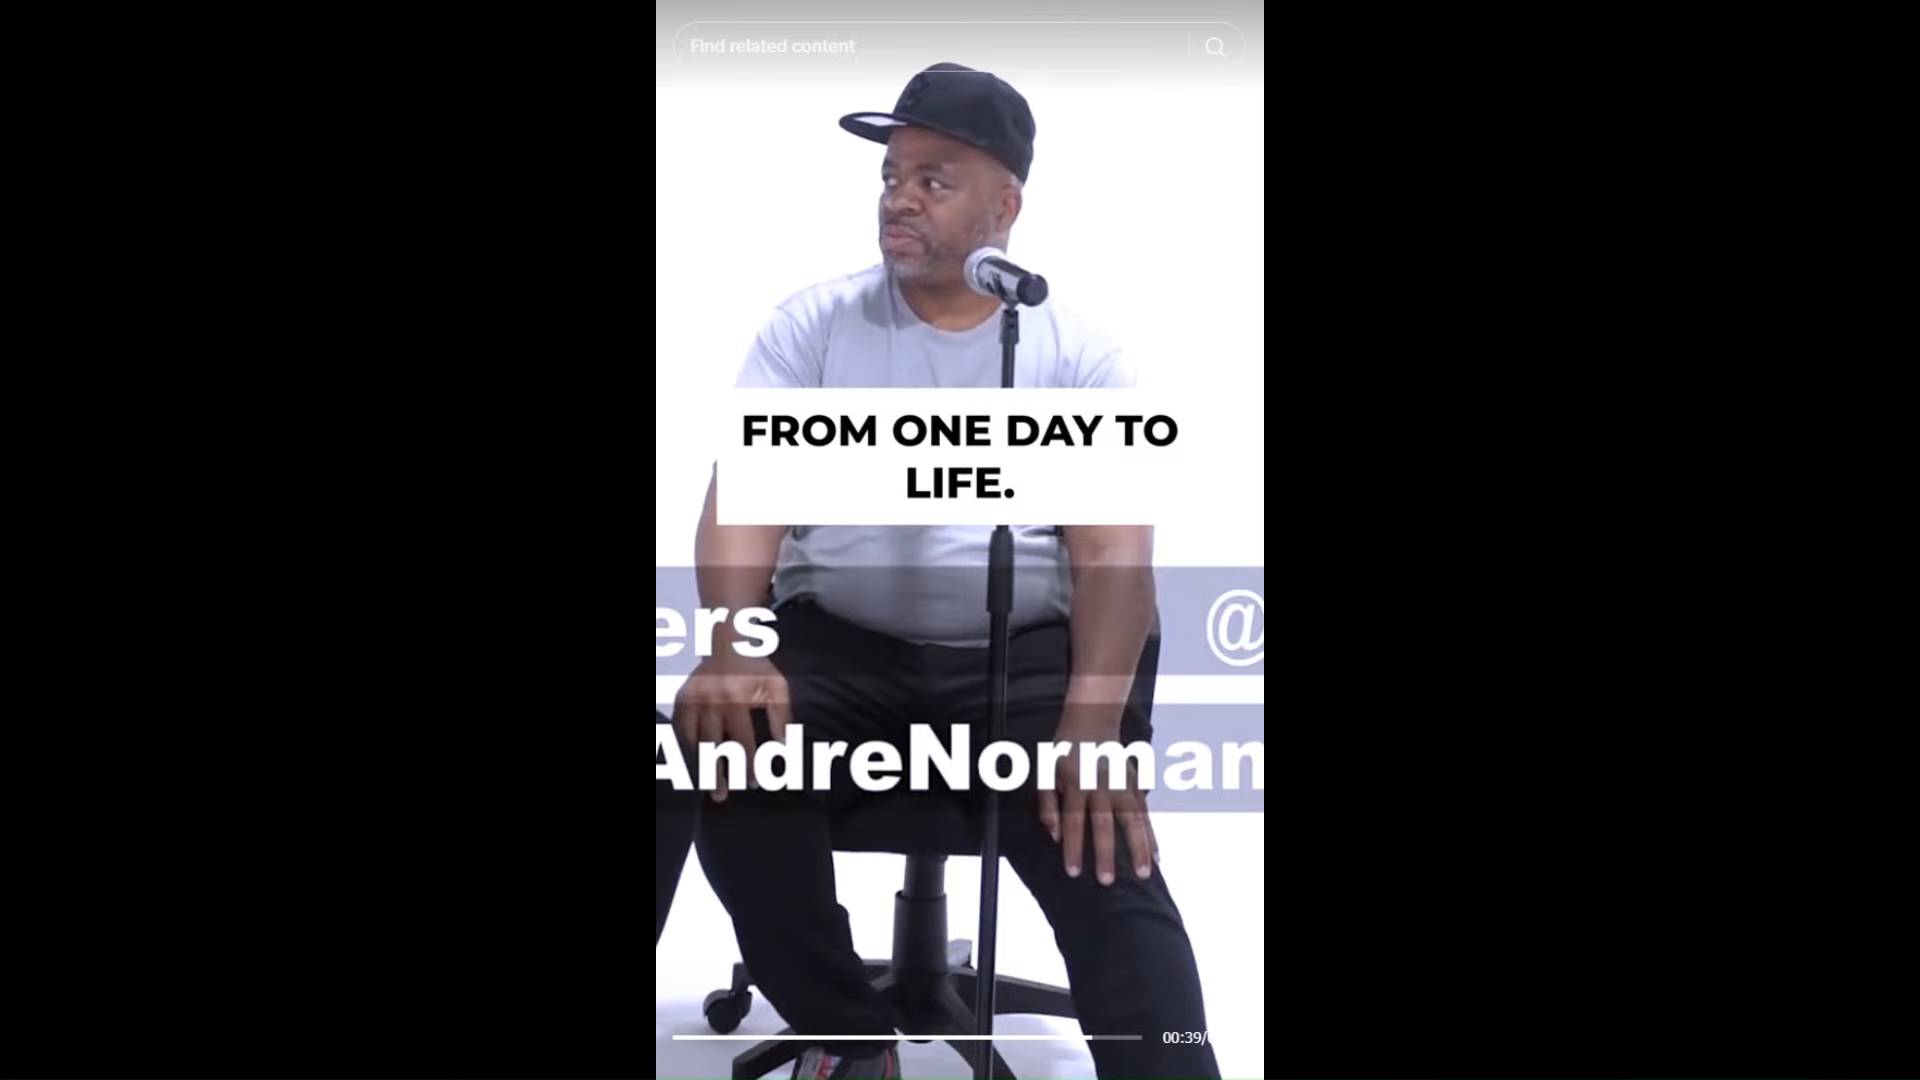 Find related content
FROM ONE DAY TO
LIFE.
ers @
AndreNorman
00:39/